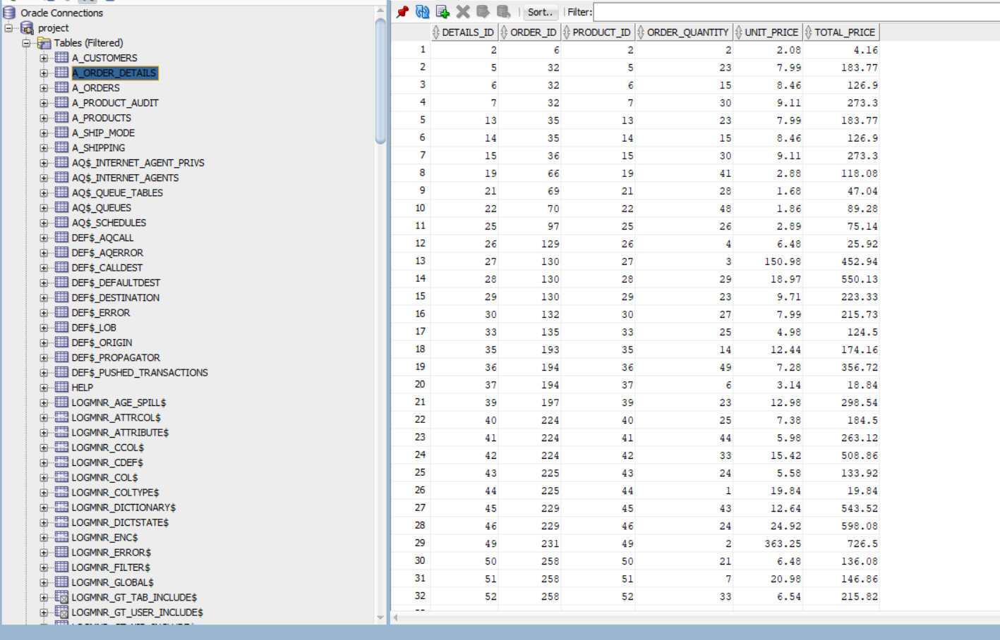 Oracle Connections
project
Tables (Filtered)
A_CUSTOMERS
A_ORDER_DETAILS
A_ORDERS
A_PRODUCT_AUDIT
A_PRODUCTS
A_SHIP_MODE
A_SHIPPING
AQ$_INTERNET_AGENT_PRIVS
AQ$_INTERNET_AGENTS
AQ$_QUEUE_TABLES
AQ$_QUEUES
AQ$_SCHEDULES
DEF$_AQCALL
DEF$_AQERROR
DEF$_CALLDEST
DEF$_DEFAULTDEST
DEF$_DESTINATION
DEF$_ERROR
DEF$_LOB
DEF$_ORIGIN
DEF$_PROPAGATOR
DEF$_PUSHED_TRANSACTIONS
HELP
LOGMNR_AGE_SPILL$
LOGMNR_ATTRCOL$
LOGMNR_ATTRIBUTE$
LOGMNR_CCOL$
LOGMNR_CDEF$
LOGMNR_COL$
LOGMNR_COLTYPE$
LOGMNR_DICTIONARY$
LOGMNR_DICTSTATE$
LOGMNR_ENC$
LOGMNR_ERROR$
LOGMNR_FILTER$
LOGMNR_GLOBAL$
LOGMNR_GT_TAB_INCLUDE$
LOGMNR_GT_USER_INCLUDE$
Sort.. Filter:
DETAILS_ID ORDER_ID PRODUCT_ID ORDER_QUANTITY UNIT_PRICE TOTAL_PRICE
1 2 6 2 2 2.08 4.16
2 5 32 5 23 7.99 183.77
3 6 32 6 15 8.46 126.9
4 7 32 7 30 9.11 273.3
5 13 35 13 23 7.99 183.77
6 14 35 14 15 8.46 126.9
7 15 36 15 30 9.11 273.3
8 19 66 19 41 2.88 118.08
9 21 69 21 28 1.68 47.04
10 22 70 22 48 1.86 89.28
11 25 97 25 26 2.89 75.14
12 26 129 26 4 6.48 25.92
13 27 130 27 3 150.98 452.94
14 28 130 28 29 18.97 550.13
15 29 130 29 23 9.71 223.33
16 30 132 30 27 7.99 215.73
17 33 135 33 25 4.98 124.5
18 35 193 35 14 12.44 174.16
19 36 194 36 49 7.28 356.72
20 37 194 37 6 3.14 18.84
21 39 197 39 23 12.98 298.54
22 40 224 40 25 7.38 184.5
23 41 224 41 44 5.98 263.12
24 42 224 42 33 15.42 508.86
25 43 225 43 24 5.58 133.92
26 44 225 44 1 19.84 19.84
27 45 229 45 43 12.64 543.52
28 46 229 46 24 24.92 598.08
29 49 231 49 2 363.25 726.5
30 50 258 50 21 6.48 136.08
31 51 258 51 7 20.98 146.86
32 52 258 52 33 6.54 215.82